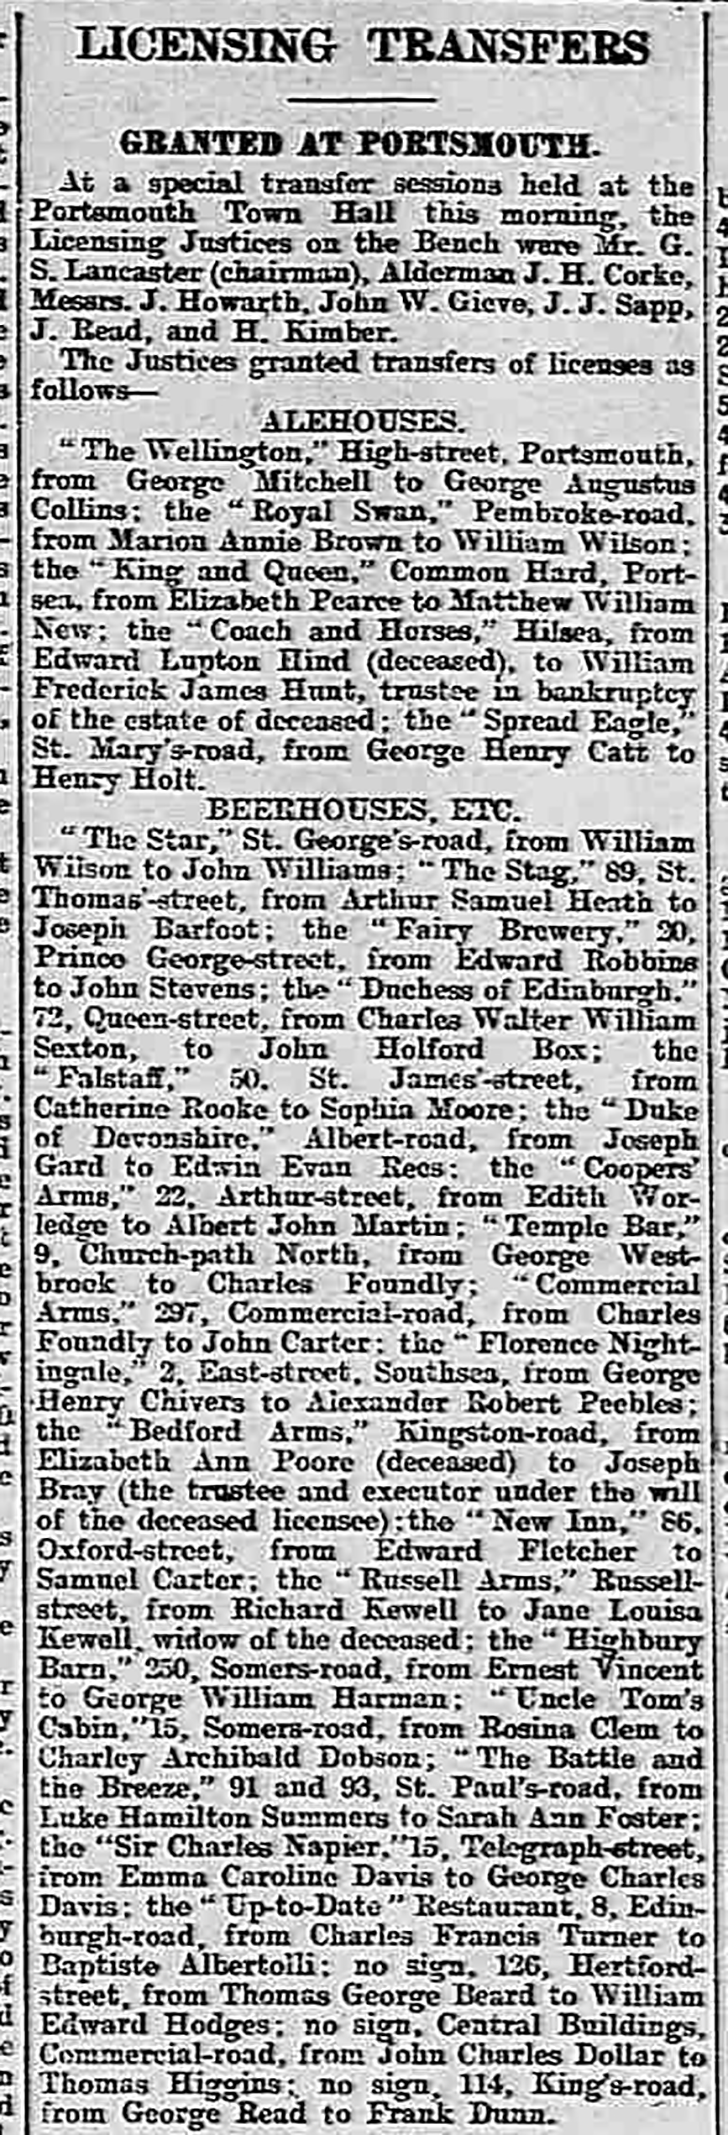 LICENSING TRANSFERS
GRANTED AT PORTSMOUTH.
At a special transfer sessions held at the
Portsmouth Town Hall this morning, the
Licensing Justices on the Bench were Mr. G.
S. Lancaster (chairman), Alderman J. H. Corke,
Messrs. J. Howarth, John W. Gieve, J. J. Sapp,
J. Read, and H. Kimber.
The Justices granted transfers of licenses as
follows—
ALEHOUSES.
"The Wellington," High-street, Portsmouth,
from George Mitchell to George Augustus
Collins; the "Royal Swan," Pembroke-road,
from Marion Annie Brown to William Wilson;
the "King and Queen," Common Hard, Port-
sea, from Elizabeth Pearce to Matthew William
New; the "Coach and Horses," Hilsea, from
Edward Lupton Hind (deceased), to William
Frederick James Hunt, trustee in bankruptcy
of the estate of deceased; the "Spread Eagle,"
St. Mary's-road, from George Henry Catt to
Henry Holt.
BEERHOUSES, ETC.
"The Star," St. George's-road, from William
Wilson to John Williams; "The Stag," 89, St.
Thomas'-street, from Arthur Samuel Heath to
Joseph Barfoot; the "Fairy Brewery," 20,
Prince George-street, from Edward Robbins
to John Stevens; the "Duchess of Edinburgh."
72, Queen-street, from Charles Walter William
Sexton, to John Holford Box; the
"Falstaff," 50, St. James'-street, from
Catherine Rooke to Sophia Moore; the "Duke
of Devonshire," Albert-road, from Joseph
Gard to Edwin Evan Rees; the "Coopers'
Arms," 22, Arthur-street, from Edith Wor-
ledge to Albert John Martin; "Temple Bar,"
9, Church-path North, from George West-
brook to Charles Foundly; "Commercial
Arms," 297, Commercial-road, from Charles
Foundly to John Carter; the "Florence Night-
ingale," 2, East-street, Southsea, from George
Henry Chivers to Alexander Robert Peebles;
the "Bedford Arms," Kingston-road, from
Elizabeth Ann Poore (deceased) to Joseph
Bray (the trustee and executor under the will
of the deceased licensee); the "New Inn," 86,
Oxford-street, from Edward Fletcher to
Samuel Carter; the "Russell Arms," Russell-
street, from Richard Kewell to Jane Louisa
Kewell, widow of the deceased; the "Highbury
Barn," 250, Somers-road, from Ernest Vincent
to George William Harman; "Uncle Tom's
Cabin," 15, Somers-road, from Rosina Clem to
Charley Archibald Dobson; "The Battle and
the Breeze," 91 and 93, St. Paul's-road, from
Luke Hamilton Summers to Sarah Ann Foster;
the "Sir Charles Napier," 15, Telegraph-street,
from Emma Caroline Davis to George Charles
Davis; the "Up-to-Date" Restaurant, 8, Edin-
burgh-road, from Charles Francis Turner to
Baptiste Albertolli; no sign, 126, Hertford-
street, from Thomas George Beard to William
Edward Hodges; no sign, Central Buildings,
Commercial-road, from John Charles Dollar to
Thomas Higgins; no sign, 114, King's-road,
from George Read to Frank Dunn.